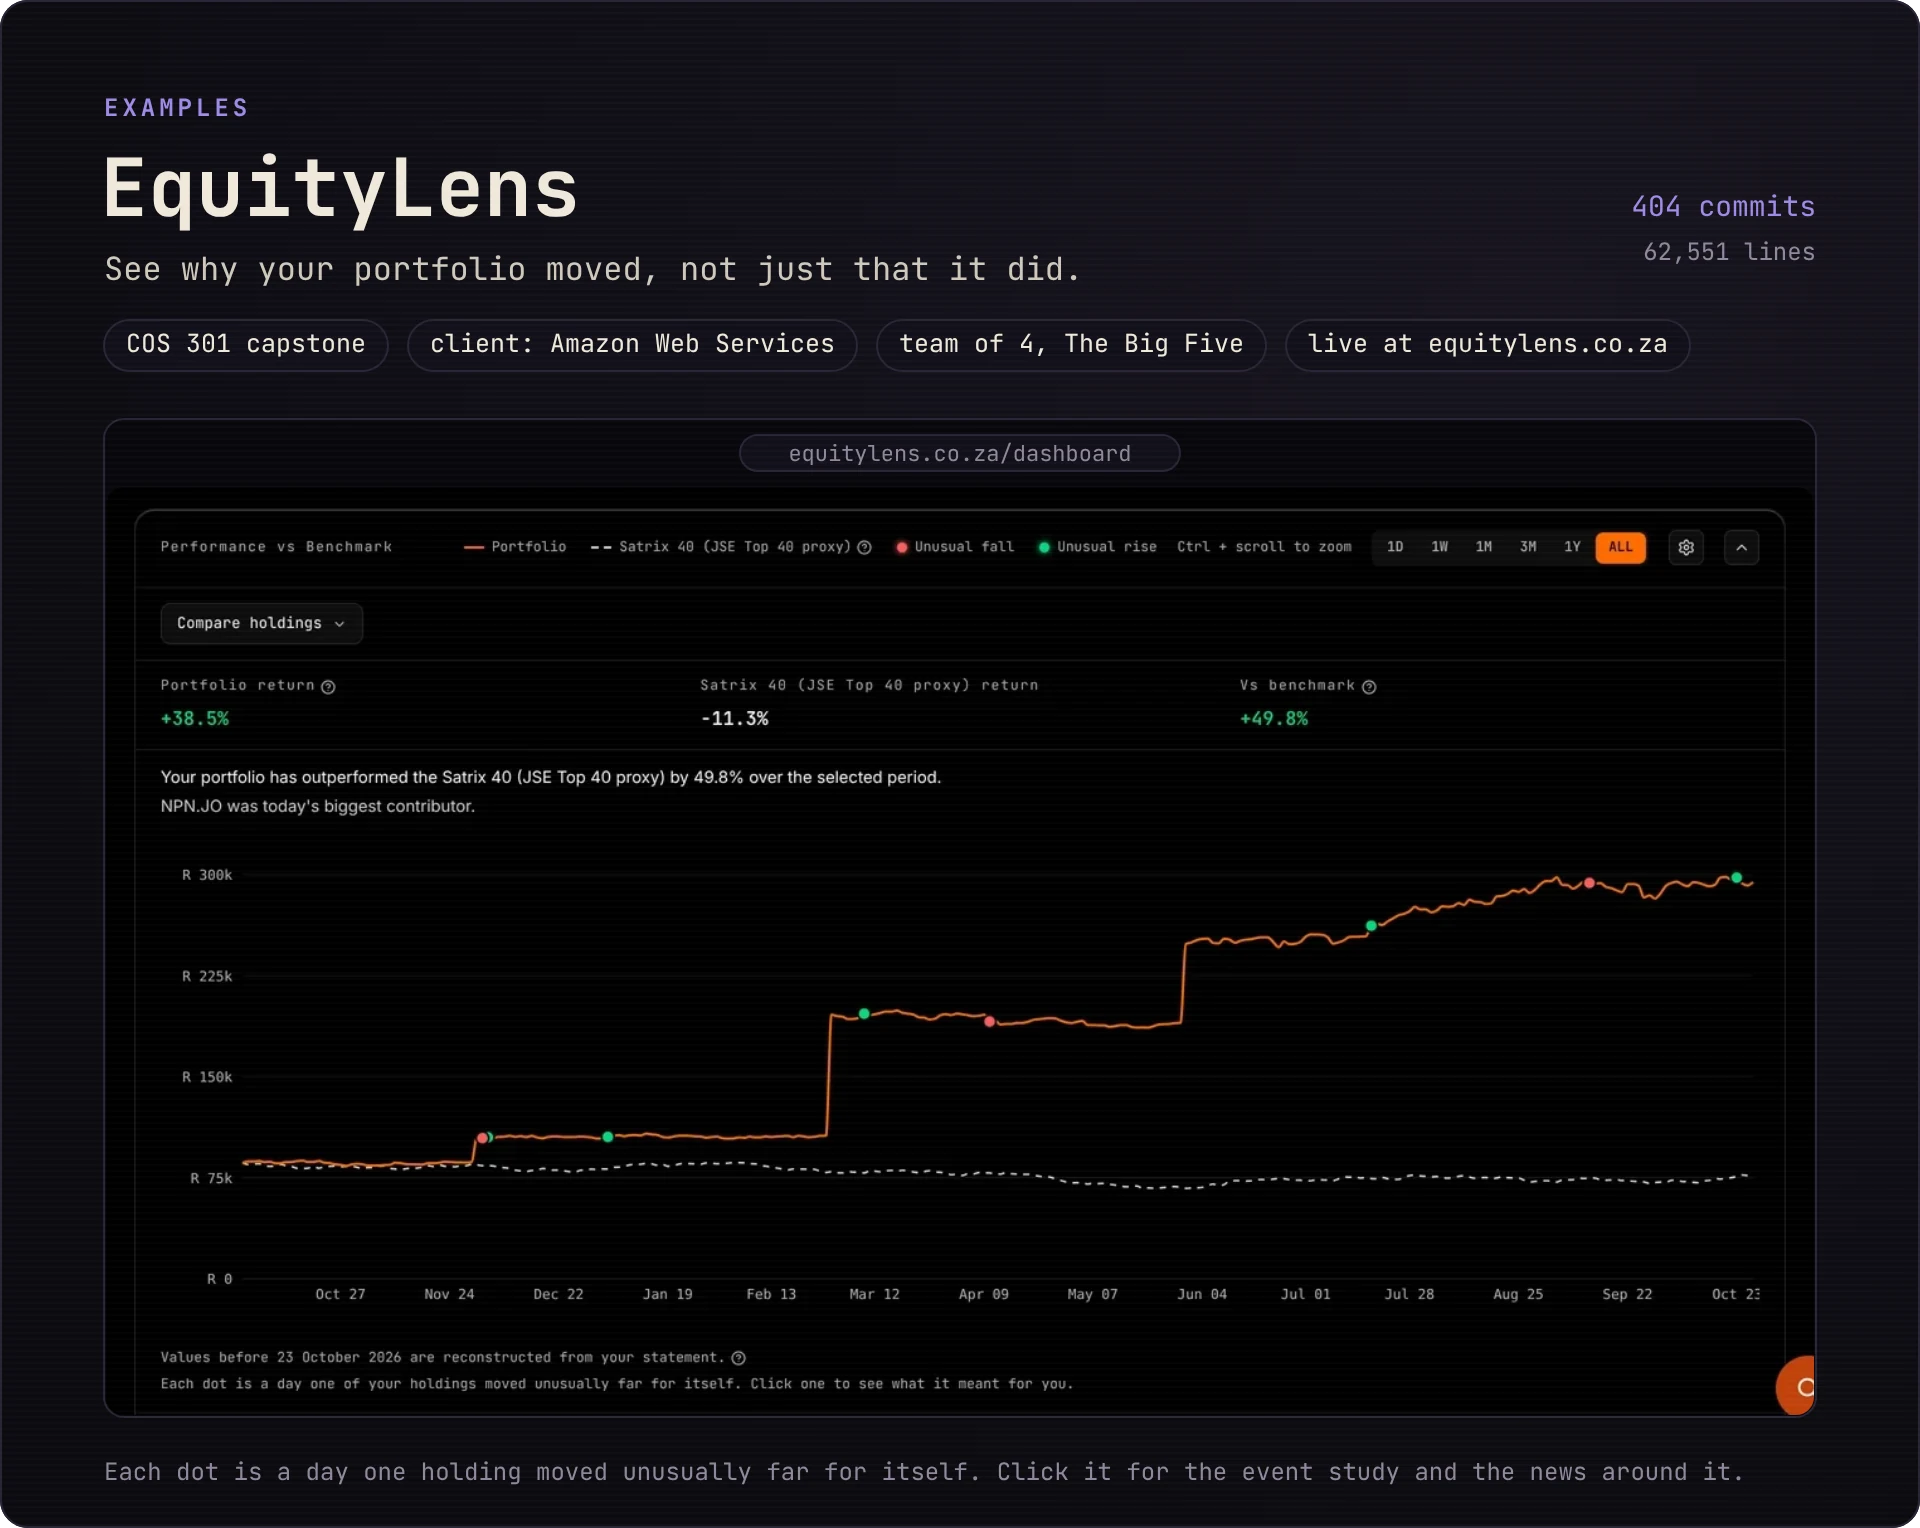 EXAMPLES
EquityLens
404 commits
See why your portfolio moved, not just that it did.
62,551 lines
COS 301 capstone
client: Amazon Web Services
team of 4, The Big Five
live at equitylens.co.za
equitylens.co.za/dashboard
Performance vs Benchmark
Portfolio
Satrix 40 (JSE Top 40 proxy)
Unusual fall
Unusual rise
Ctrl + scroll to zoom
1D 1W 1M 3M 1Y ALL
Compare holdings
Portfolio return
+38.5%
Satrix 40 (JSE Top 40 proxy) return
-11.3%
Vs benchmark
+49.8%
Your portfolio has outperformed the Satrix 40 (JSE Top 40 proxy) by 49.8% over the selected period.
NPN.JO was today's biggest contributor.
R 300k
R 225k
R 150k
R 75k
R 0
Oct 27 Nov 24 Dec 22 Jan 19 Feb 13 Mar 12 Apr 09 May 07 Jun 04 Jul 01 Jul 28 Aug 25 Sep 22 Oct 23
Values before 23 October 2026 are reconstructed from your statement.
Each dot is a day one of your holdings moved unusually far for itself. Click one to see what it meant for you.
Each dot is a day one holding moved unusually far for itself. Click it for the event study and the news around it.